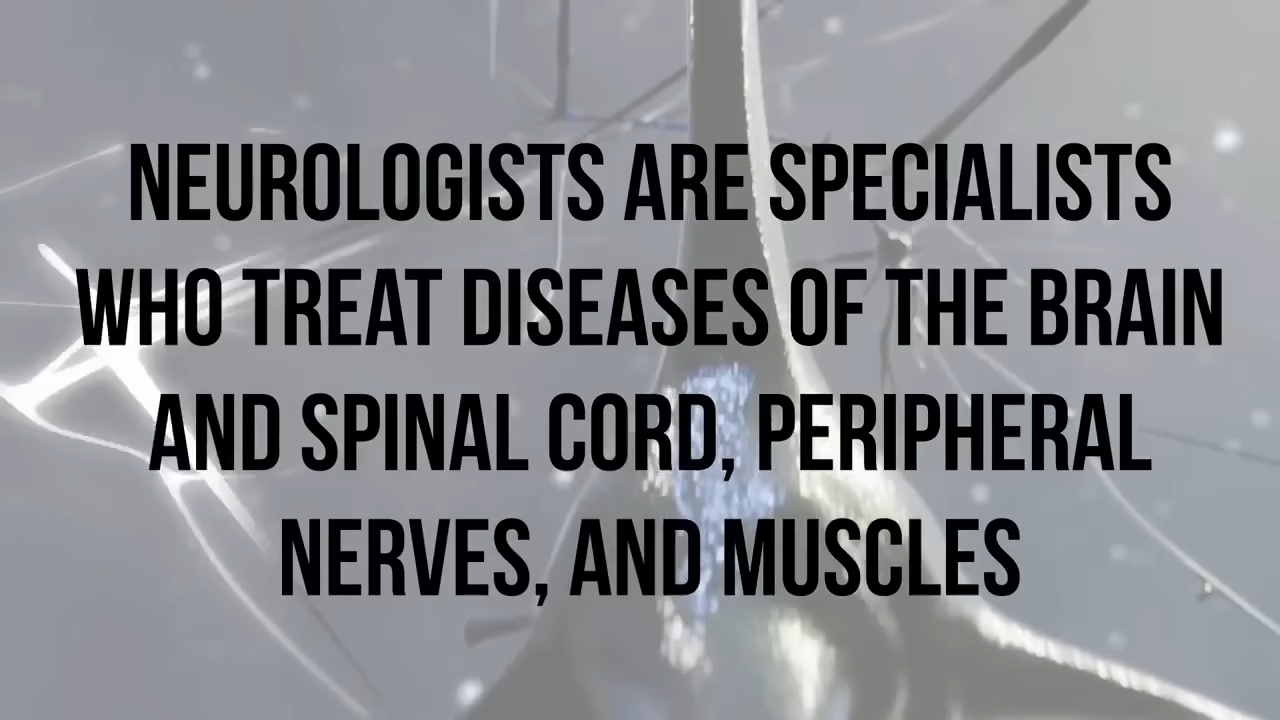 NEUROLOGISTS ARE SPECIALISTS
WHO TREAT DISEASES OF THE BRAIN
AND SPINAL CORD, PERIPHERAL
NERVES, AND MUSCLES